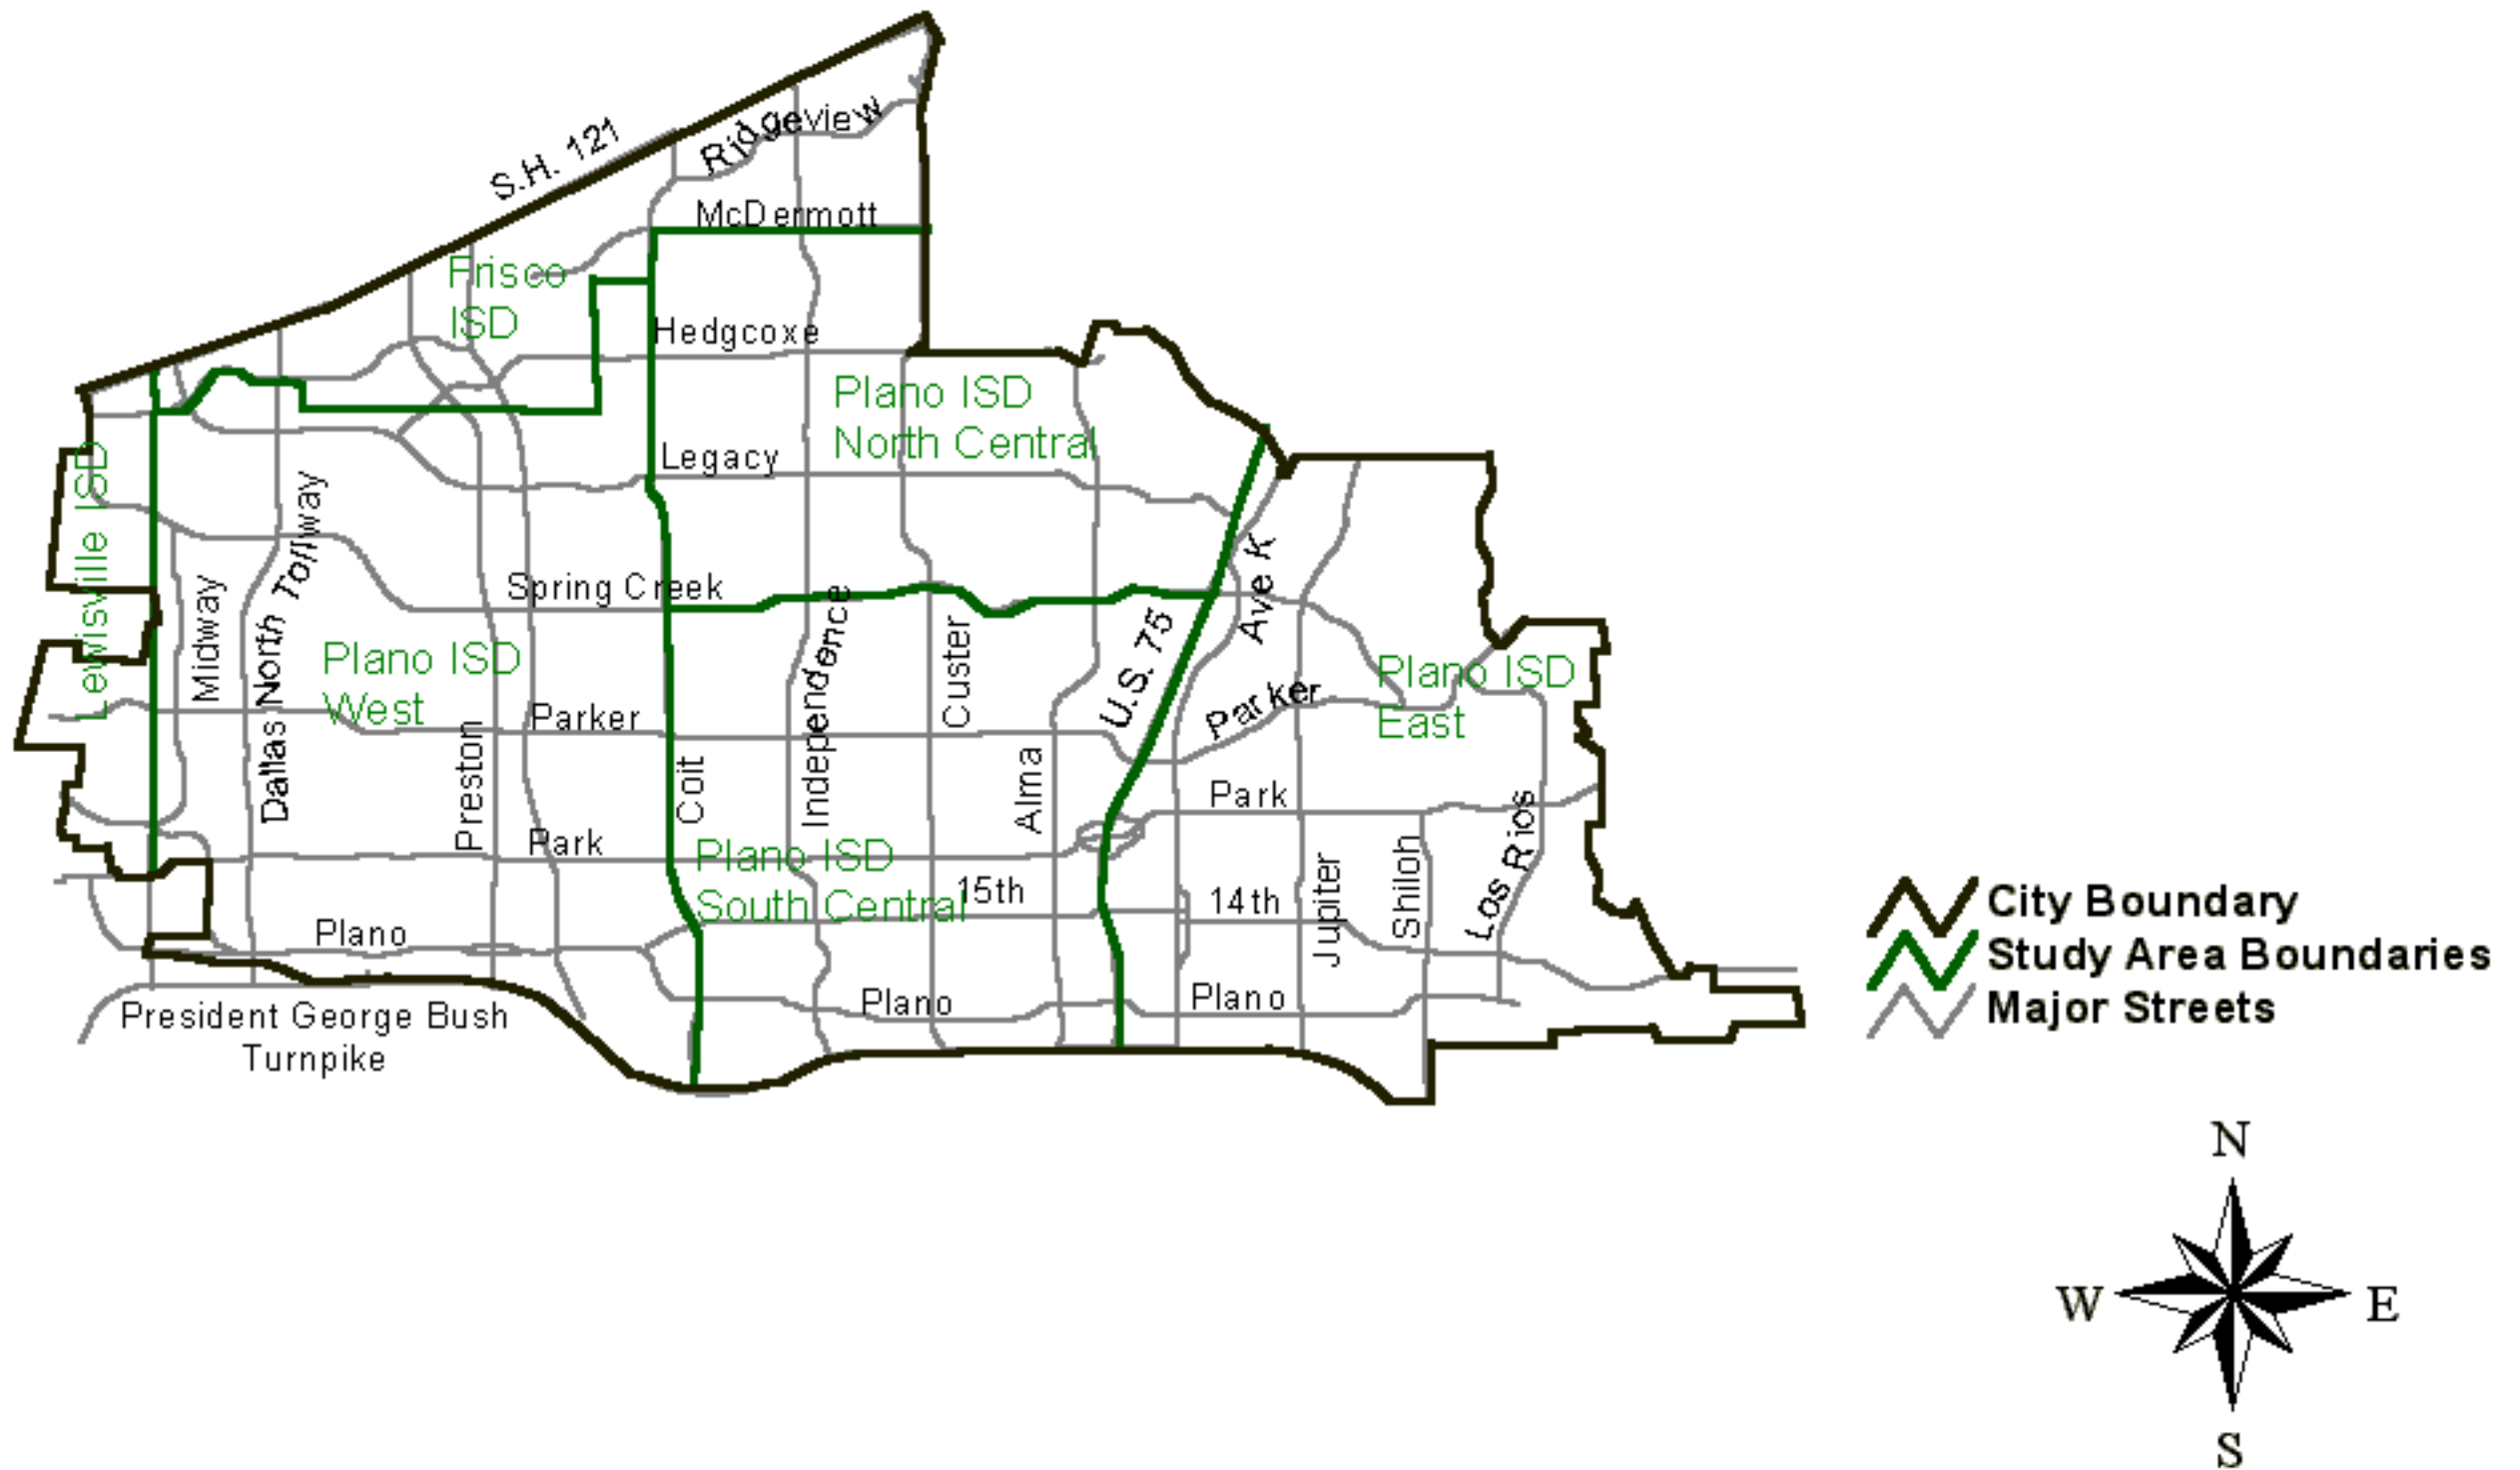 S.H. 121
Ridgeview
McDermott
Frisco
ISD
Hedgcoxe
Plano ISD
North Central
Legacy
Lewisville ISD
Dallas North Tollway
Midway
Spring Creek
Ave K
Independence
Custer
U.S. 75
Plano ISD
West
Plano ISD
East
Parker
Parker
Preston
Coit
Alma
Park
Park
Plano ISD
South Central
15th
14th
Jupiter
Shiloh
Los Rios
Plano
Plano
Plano
President George Bush
Turnpike
City Boundary
Study Area Boundaries
Major Streets
N
W
E
S